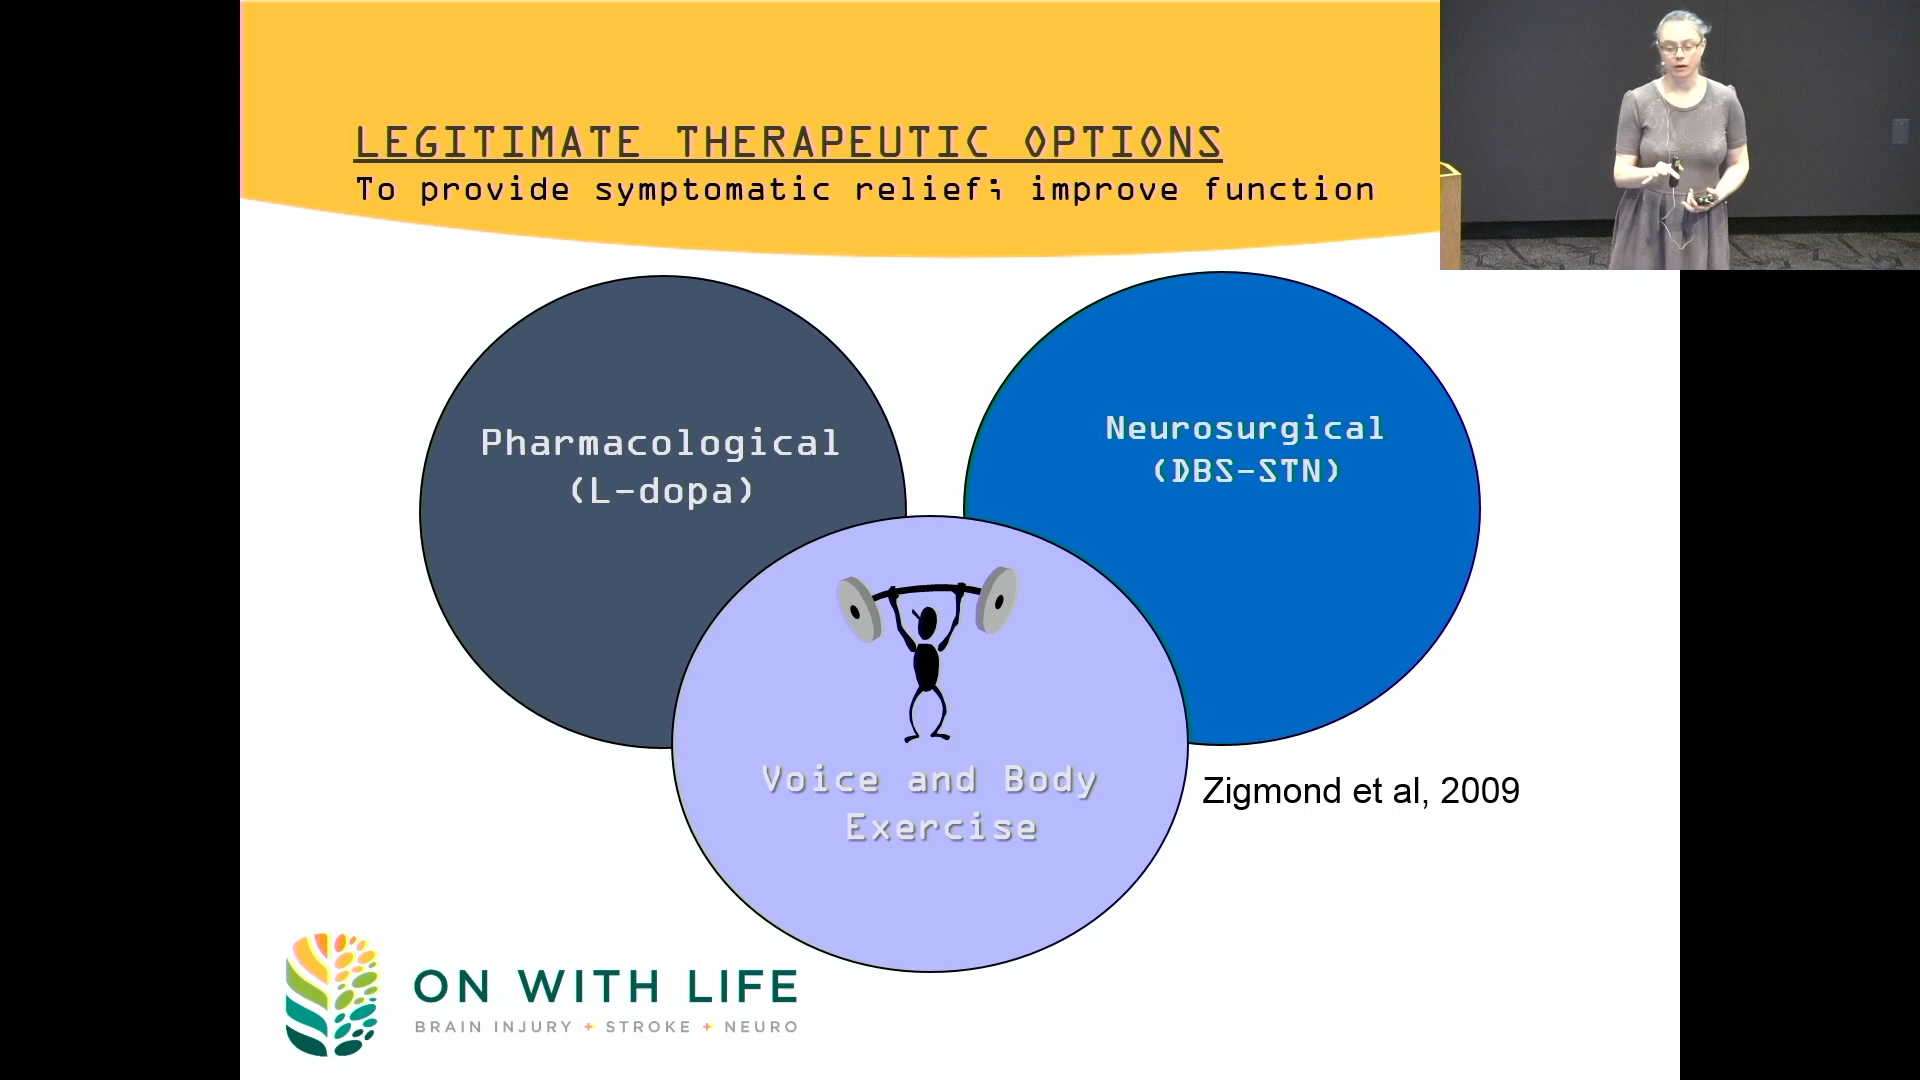 LEGITIMATE THERAPEUTIC OPTIONS
To provide symptomatic relief; improve function
Pharmacological
(L-dopa)
Neurosurgical
(DBS-STN)
Voice and Body
Exercise
Zigmond et al, 2009
ON WITH LIFE
BRAIN INJURY + STROKE + NEURO